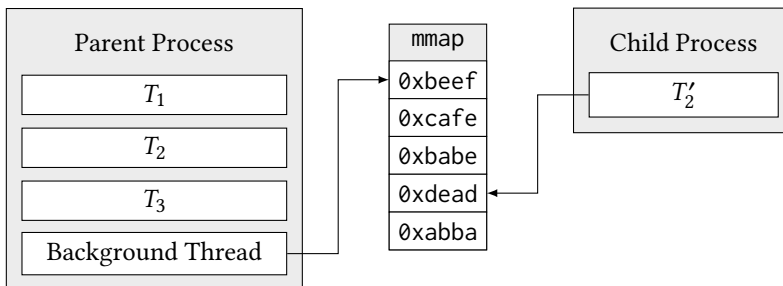 Parent Process
T₁
T₂
T₃
Background Thread
mmap
0xbeef
0xcafe
0xbabe
0xdead
0xabba
Child Process
T₂′